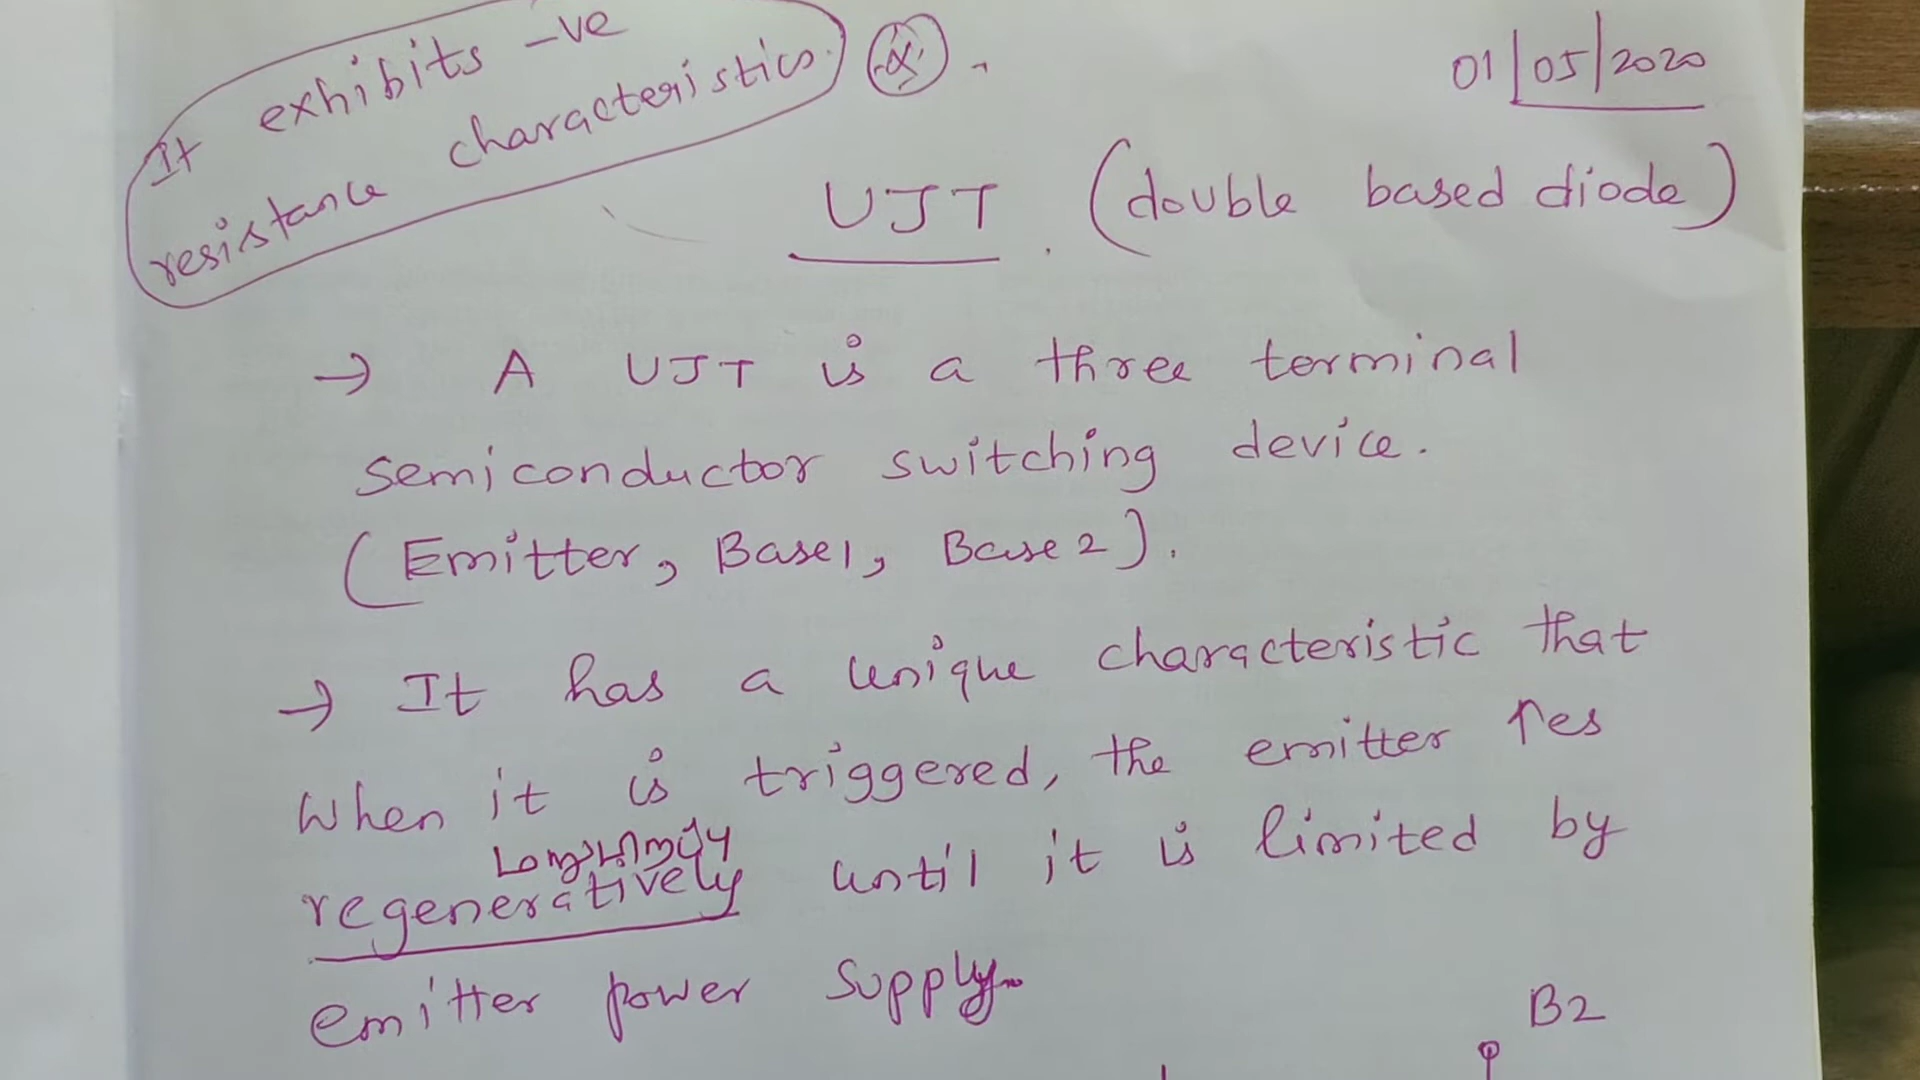 It exhibits -ve
resistance characteristics.
01/05/2020
UJT (double based diode)
→ A UJT is a three terminal
semiconductor switching device.
(Emitter, Base1, Base2).
→ It has a unique characteristic that
when it is triggered, the emitter ↑es
regeneratively until it is limited by
emitter power supply
B2